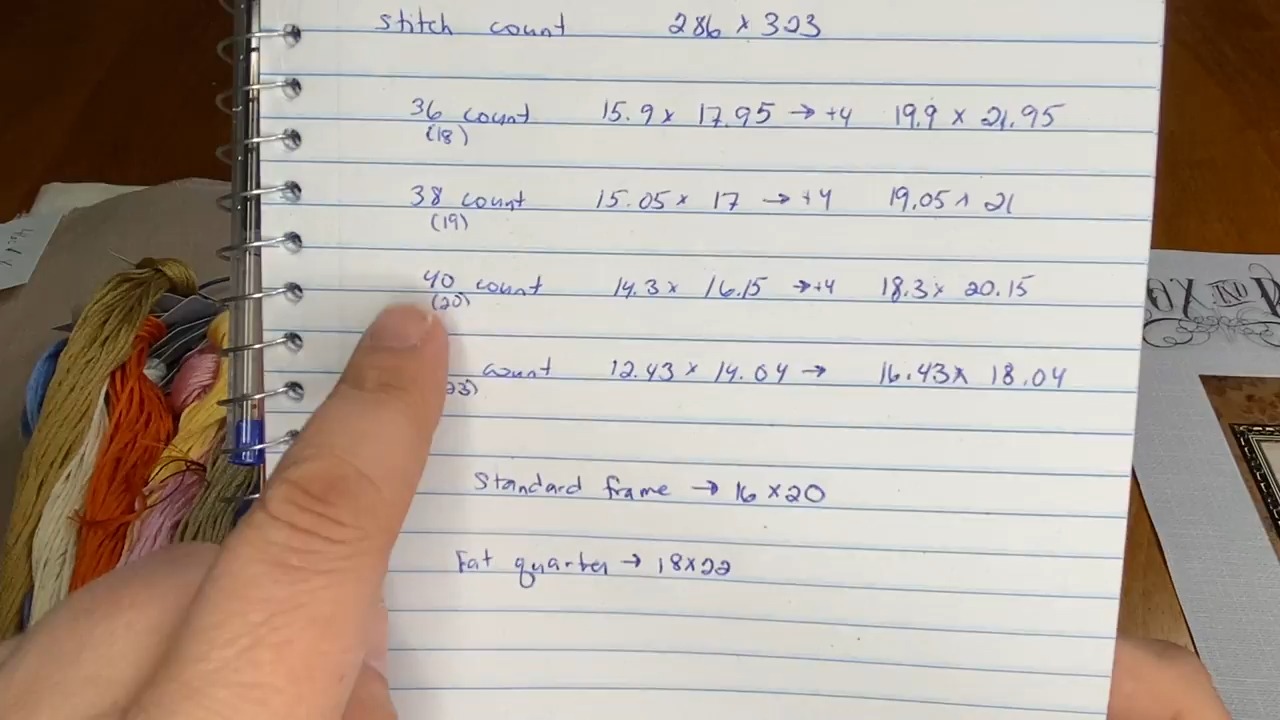 stitch count 286 x 323
36 count 15.9 x 17.95 → +4 19.9 x 21.95
(18)
38 count 15.05 x 17 → +4 19.05 x 21
(19)
40 count 14.3 x 16.15 → +4 18.3 x 20.15
(20)
count 12.43 x 14.04 → 16.43 x 18.04
23)
Standard frame → 16 x 20
Fat quarter → 18 x 22